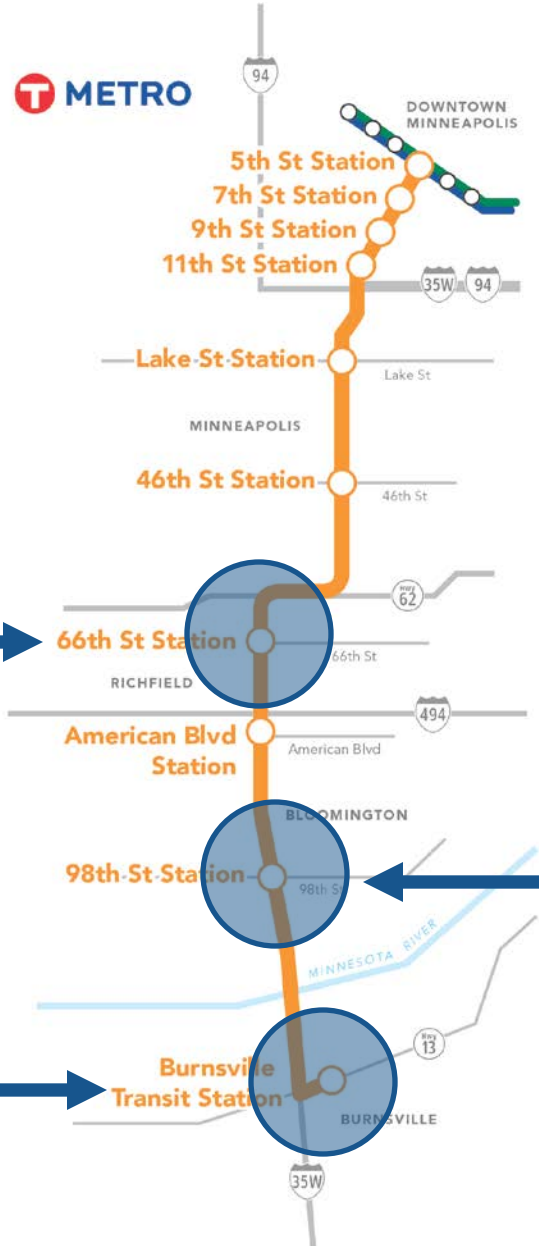 T METRO
94
DOWNTOWN
MINNEAPOLIS
5th St Station
7th St Station
9th St Station
11th St Station
35W 94
Lake St Station
Lake St
MINNEAPOLIS
46th St Station
46th St
HWY
62
66th St Station
66th St
RICHFIELD
494
American Blvd
Station
American Blvd
BLOOMINGTON
98th St Station
98th St
MINNESOTA RIVER
Hwy
13
Burnsville
Transit Station
BURNSVILLE
35W